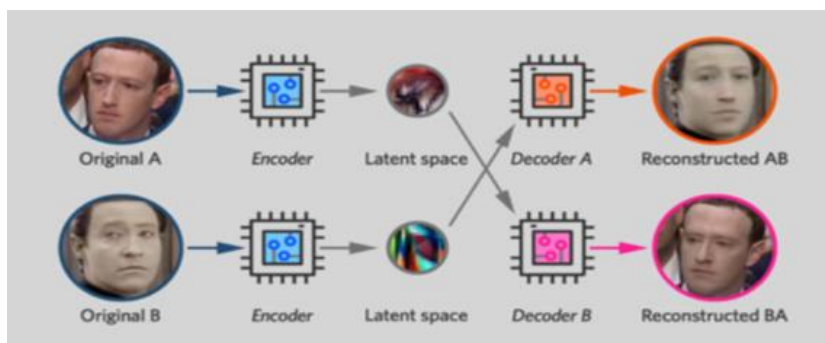 Original A Encoder Latent space Decoder A Reconstructed AB
Original B Encoder Latent space Decoder B Reconstructed BA